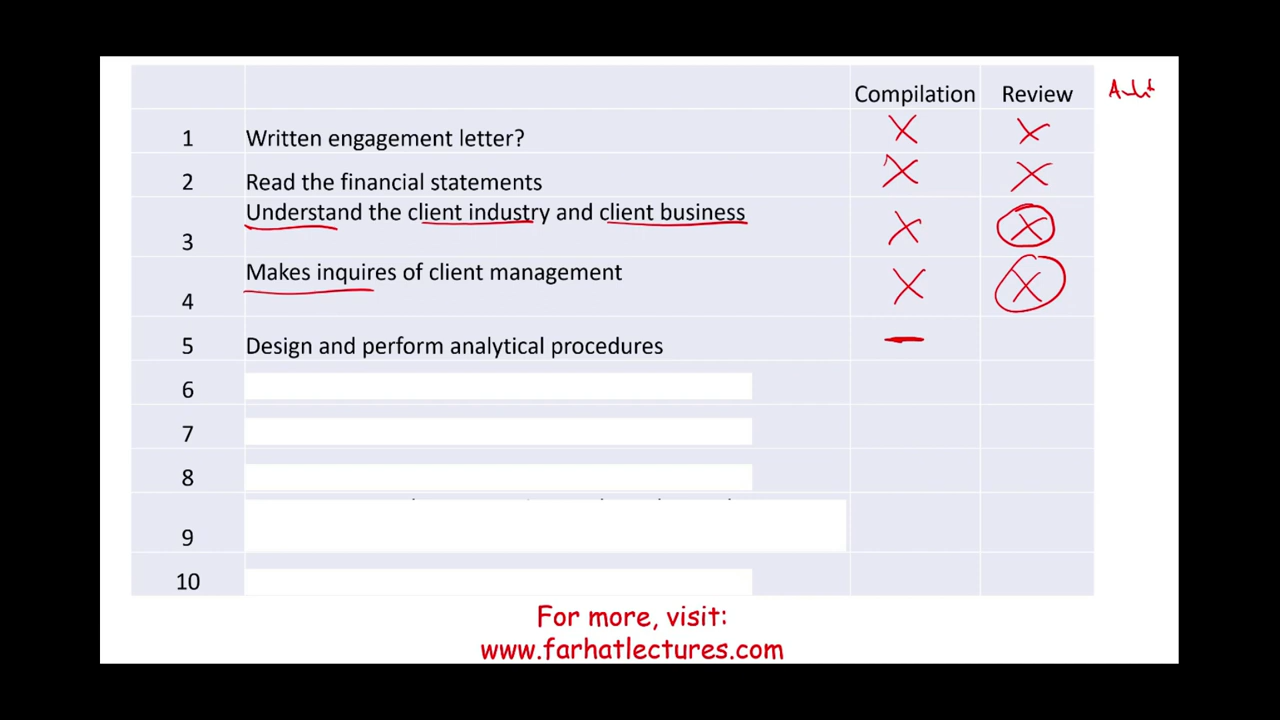 Compilation Review Audit
1 Written engagement letter? X X
2 Read the financial statements X X
3 Understand the client industry and client business X X
4 Makes inquires of client management X X
5 Design and perform analytical procedures –
6
7
8
9
10
For more, visit:
www.farhatlectures.com